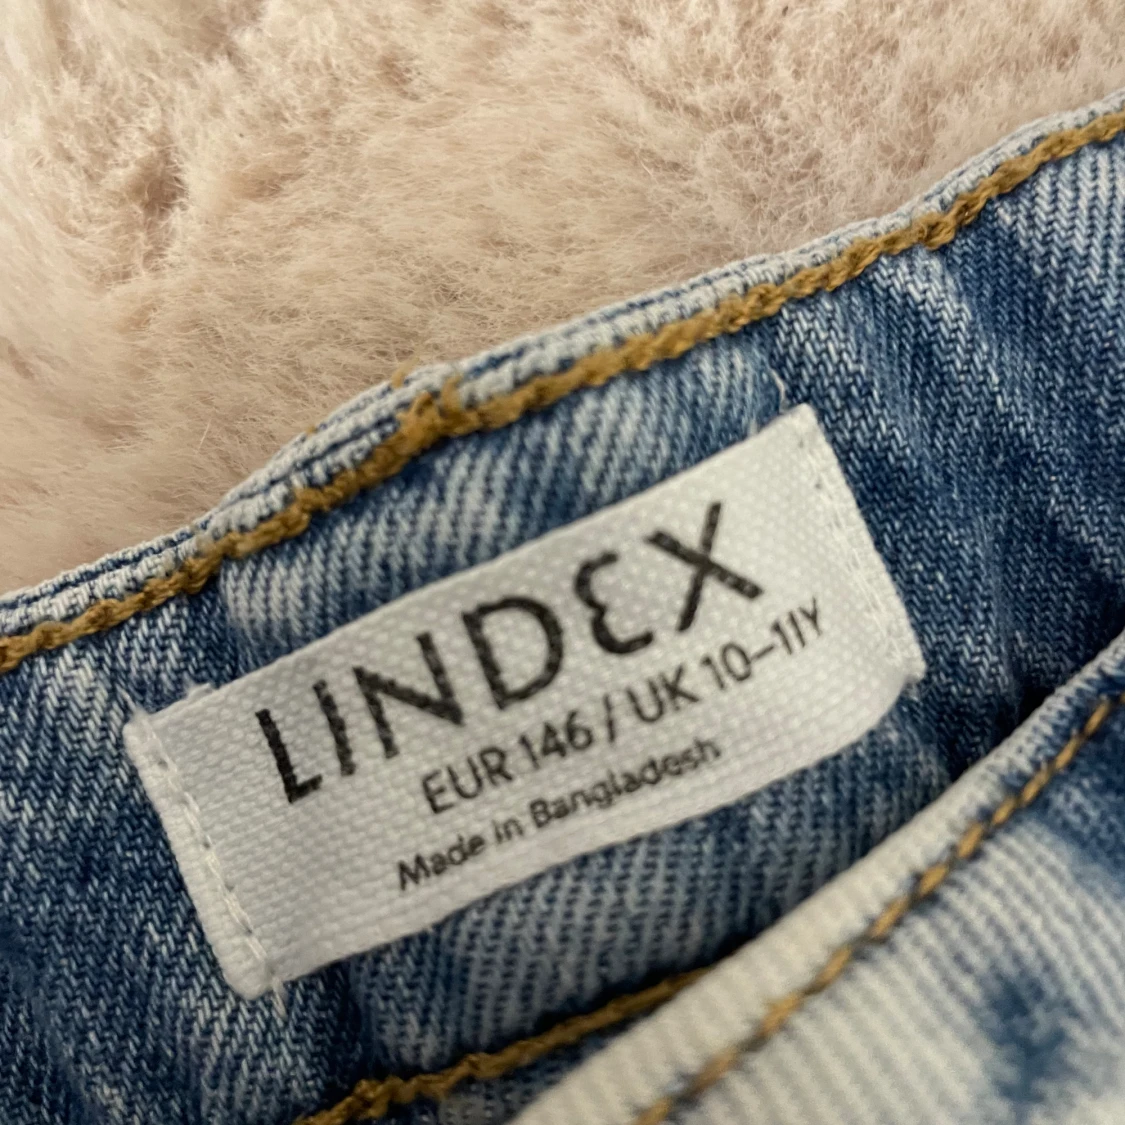 LINDEX
EUR 146 / UK 10–11Y
Made in Bangladesh